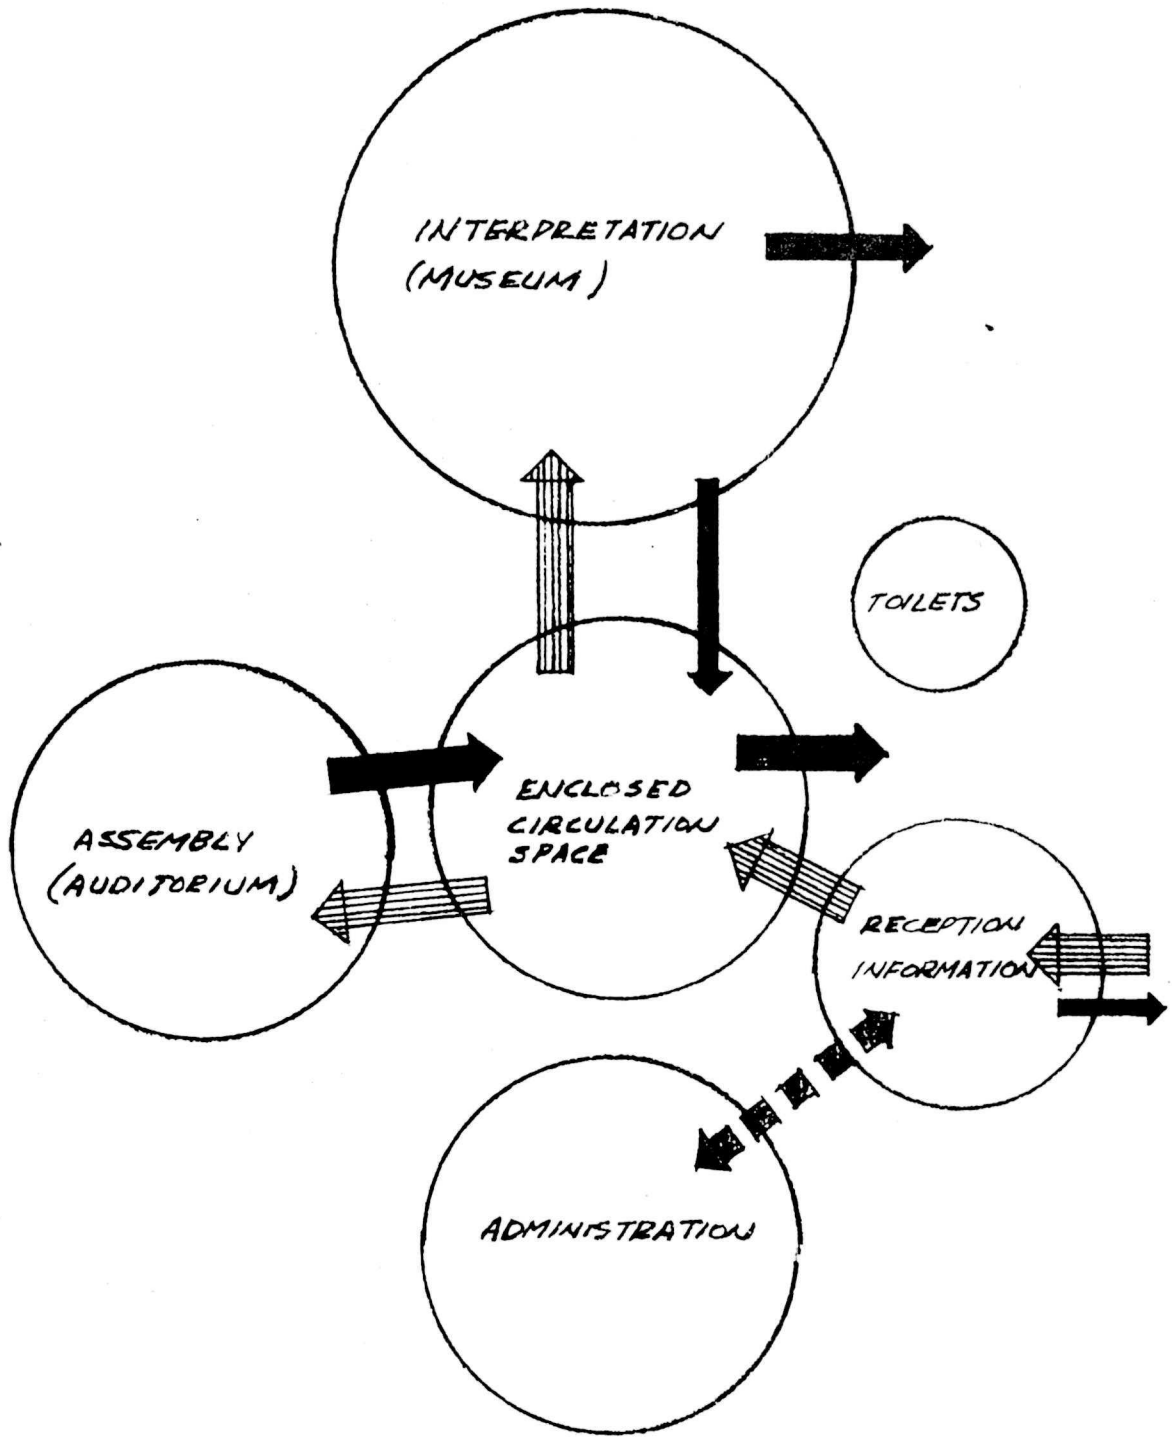 INTERPRETATION
(MUSEUM)
TOILETS
ENCLOSED
CIRCULATION
SPACE
ASSEMBLY
(AUDITORIUM)
RECEPTION
INFORMATION
ADMINISTRATION